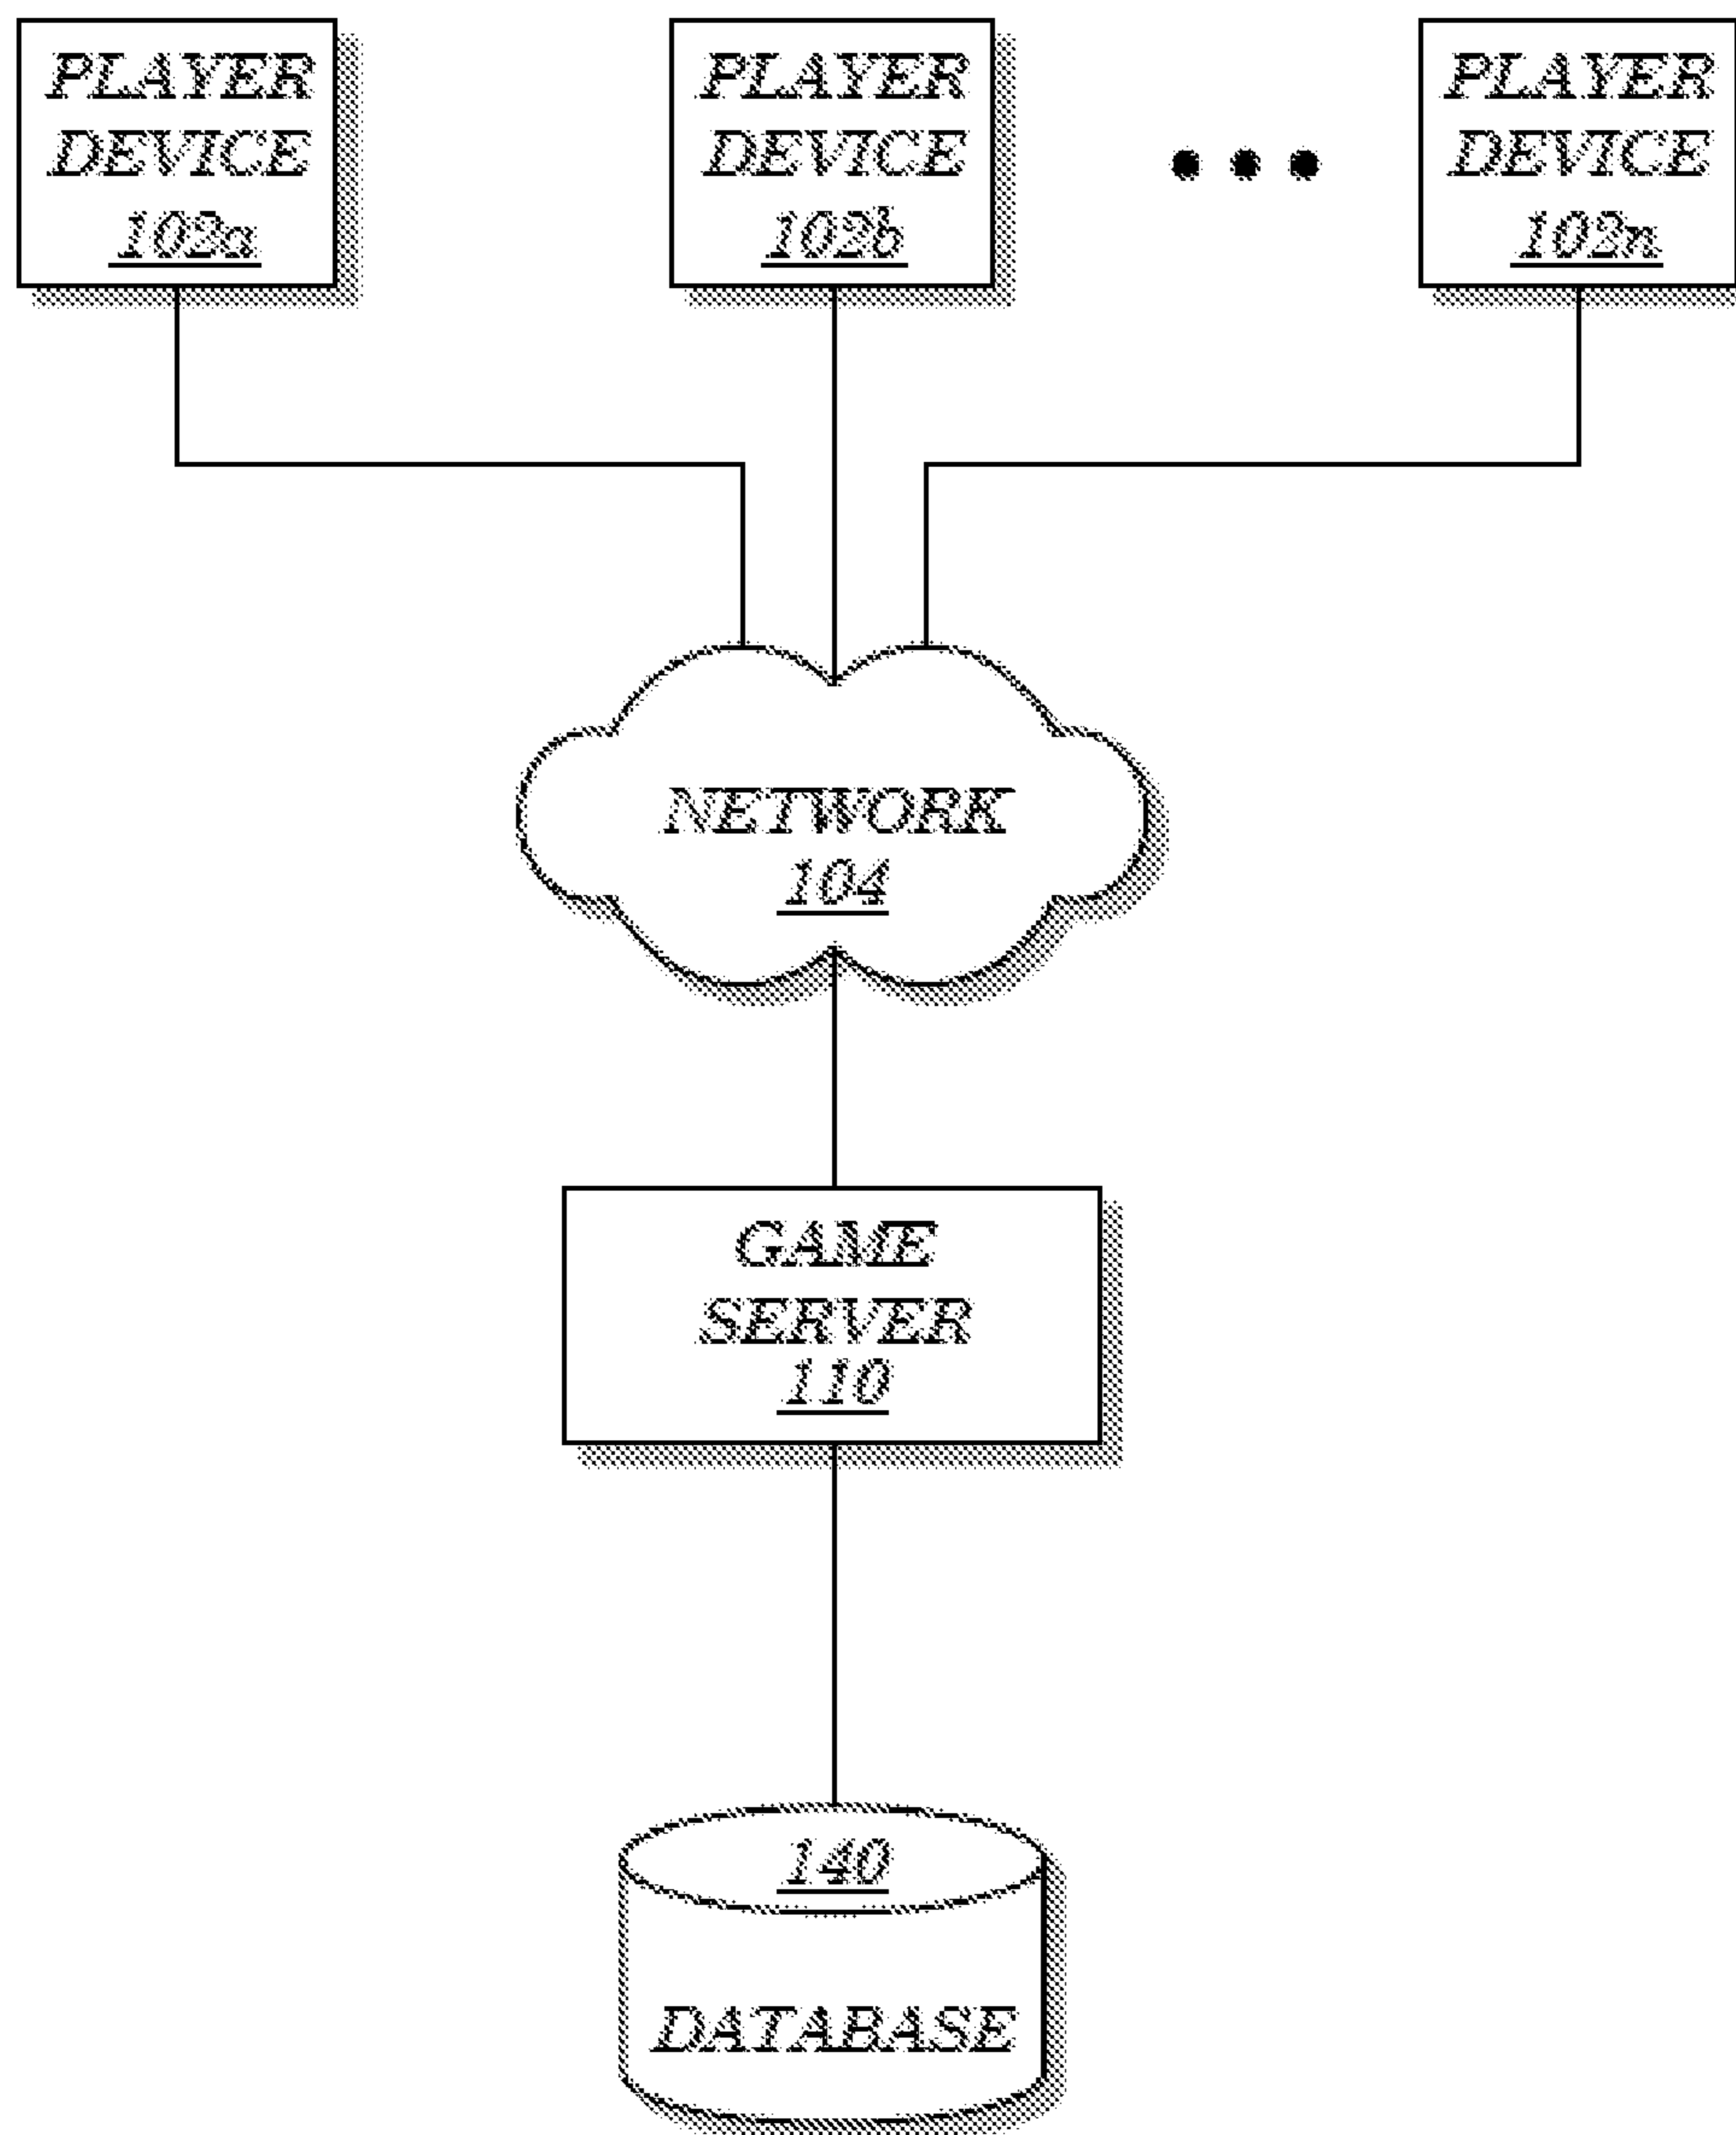 PLAYER
DEVICE
102a
PLAYER
DEVICE
102b
PLAYER
DEVICE
102n
NETWORK
104
GAME
SERVER
110
140
DATABASE